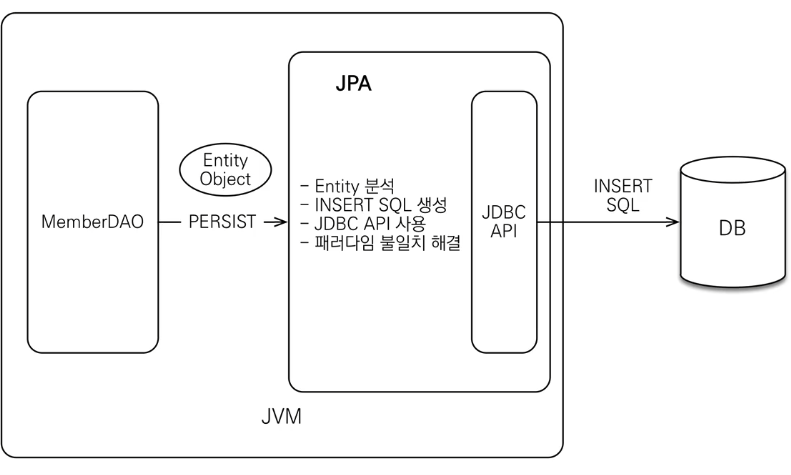 JPA
Entity
Object
MemberDAO
PERSIST
- Entity 분석
- INSERT SQL 생성
- JDBC API 사용
- 패러다임 불일치 해결
JDBC
API
INSERT
SQL
DB
JVM